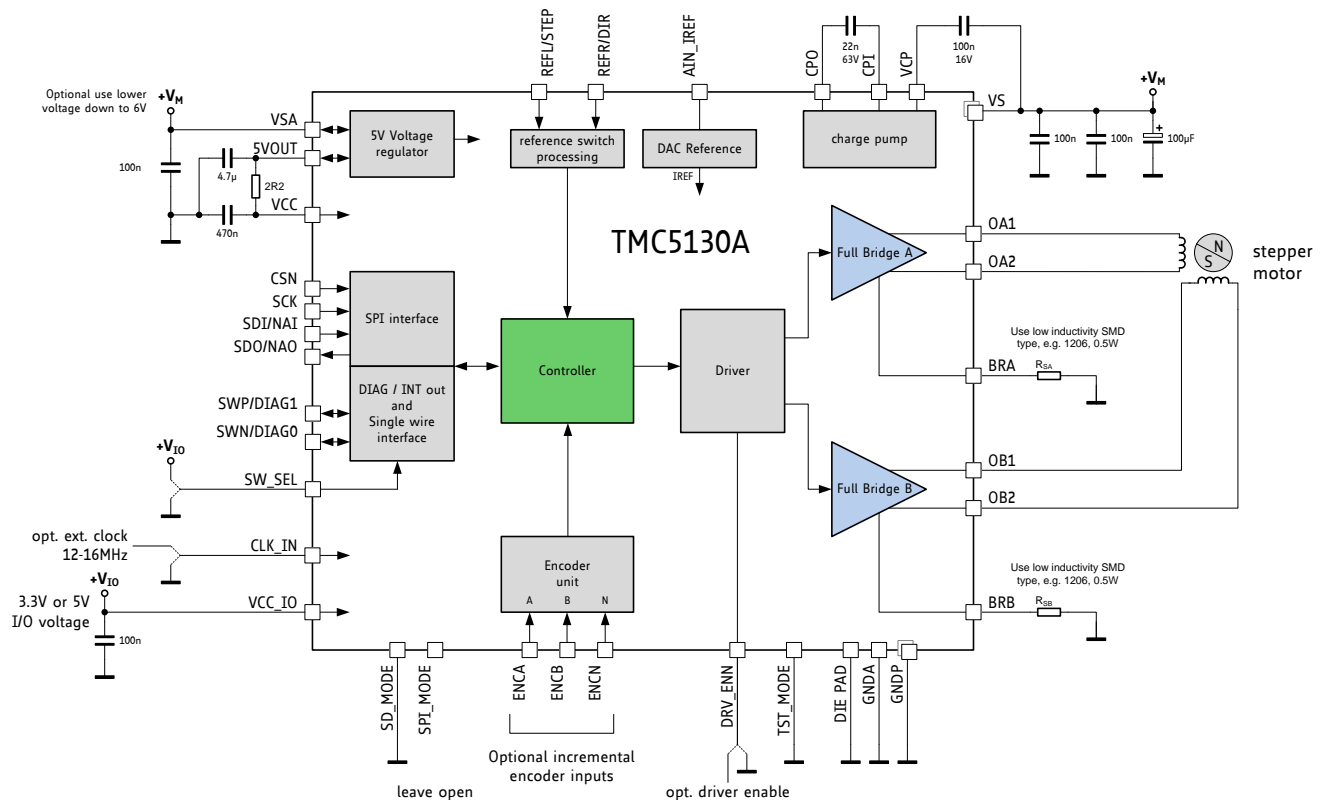 REFL/STEP
REFR/DIR
AIN_IREF
CPO
22n
63V
CPI
VCP
100n
16V
Optional use lower
voltage down to 6V
+VM
VSA
5VOUT
VCC
100n
4.7µ
2R2
470n
5V Voltage
regulator
reference switch
processing
DAC Reference
IREF
charge pump
VS
+VM
100n
100n
+
100µF
TMC5130A
Full Bridge A
OA1
OA2
N
S
stepper
motor
Use low inductivity SMD
type, e.g. 1206, 0.5W
BRA
RSA
CSN
SCK
SDI/NAI
SDO/NAO
SPI interface
DIAG / INT out
and
Single wire
interface
SWP/DIAG1
SWN/DIAG0
Controller
Driver
+VIO
SW_SEL
Full Bridge B
OB1
OB2
opt. ext. clock
12-16MHz
CLK_IN
+VIO
3.3V or 5V
I/O voltage
VCC_IO
100n
Encoder
unit
A
B
N
Use low inductivity SMD
type, e.g. 1206, 0.5W
BRB
RSB
SD_MODE
SPI_MODE
ENCA
ENCB
ENCN
DRV_ENN
TST_MODE
DIE PAD
GNDA
GNDP
Optional incremental
encoder inputs
leave open
opt. driver enable